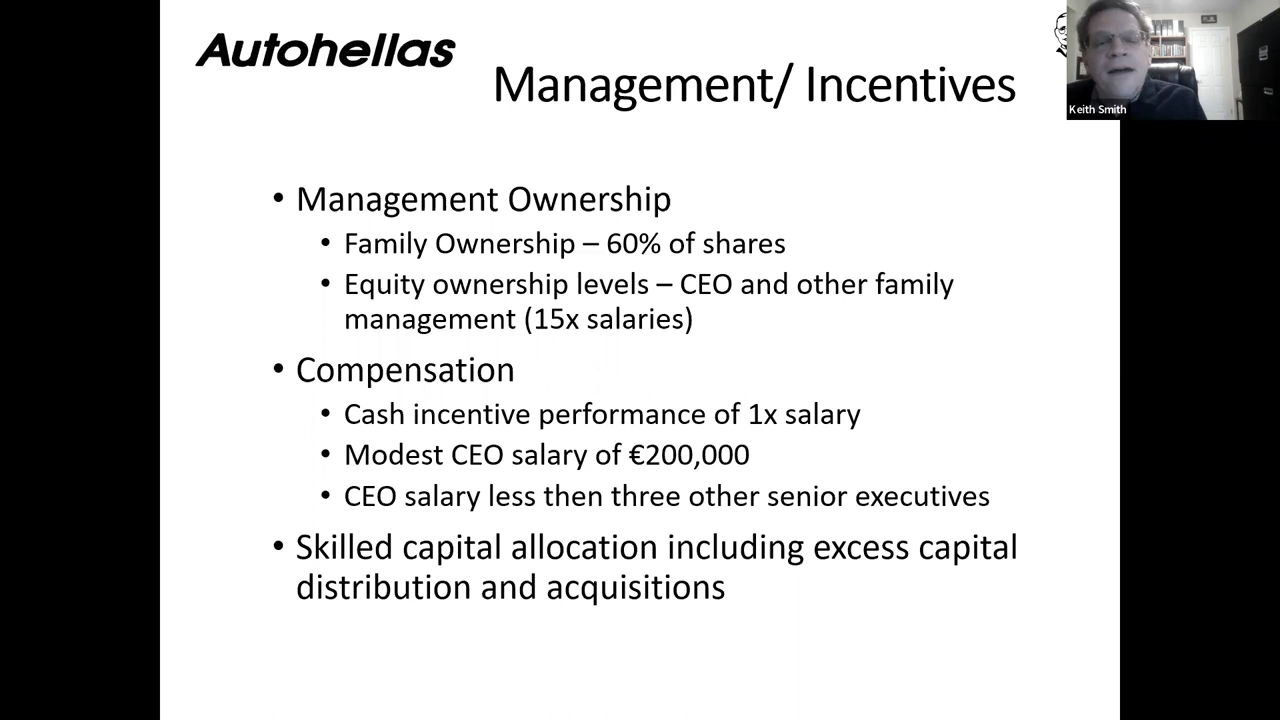 Autohellas
Management/ Incentives
Keith Smith
• Management Ownership
• Family Ownership – 60% of shares
• Equity ownership levels – CEO and other family
management (15x salaries)
• Compensation
• Cash incentive performance of 1x salary
• Modest CEO salary of €200,000
• CEO salary less then three other senior executives
• Skilled capital allocation including excess capital
distribution and acquisitions